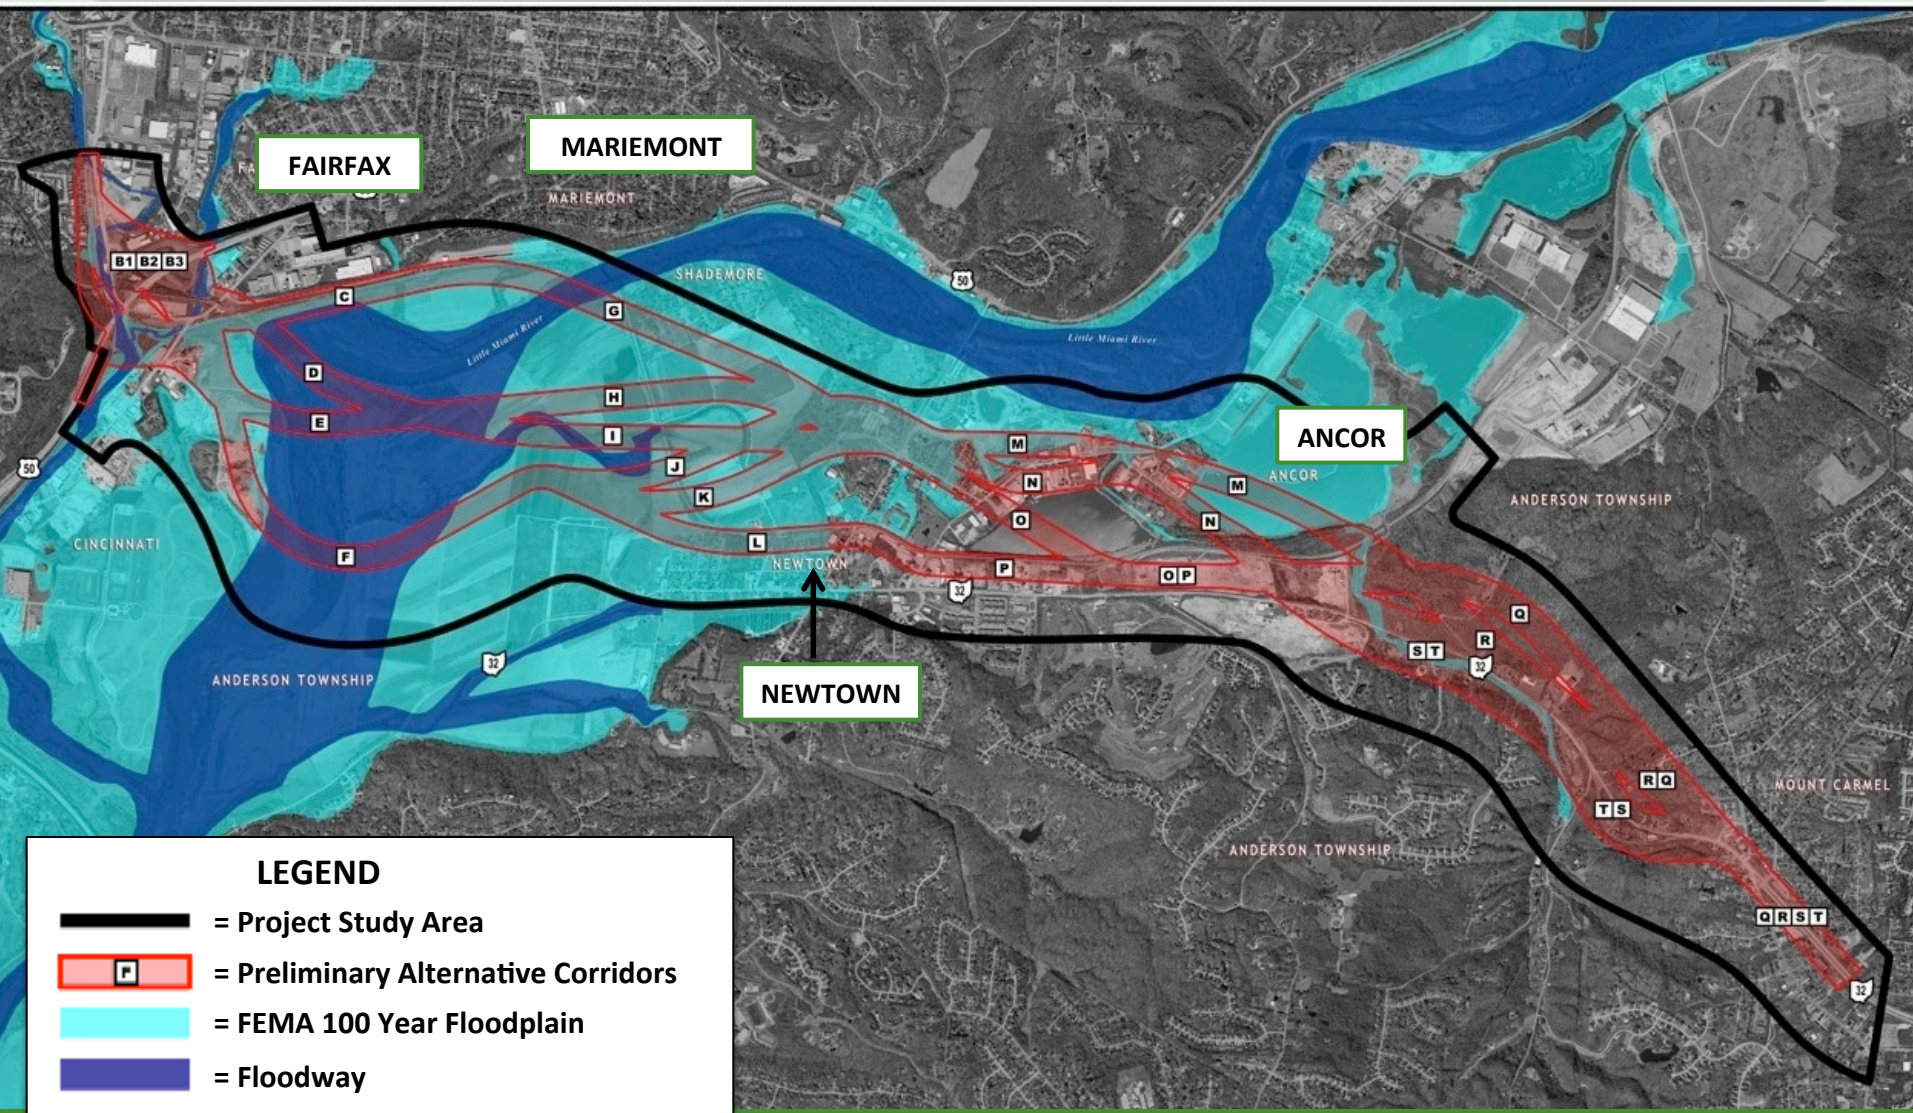 FAIRFAX
MARIEMONT
MARIEMONT
B1 B2 B3
SHADEMORE
50
C
G
Little Miami River
Little Miami River
D
H
E
I
ANCOR
M
J
50
ANCOR
K
N
M
ANDERSON TOWNSHIP
O
N
CINCINNATI
F
L
NEWTOWN
P
O P
32
Q
R
S T
32
32
ANDERSON TOWNSHIP
NEWTOWN
R Q
MOUNT CARMEL
T S
ANDERSON TOWNSHIP
Q R S T
32
LEGEND
= Project Study Area
P = Preliminary Alternative Corridors
= FEMA 100 Year Floodplain
= Floodway